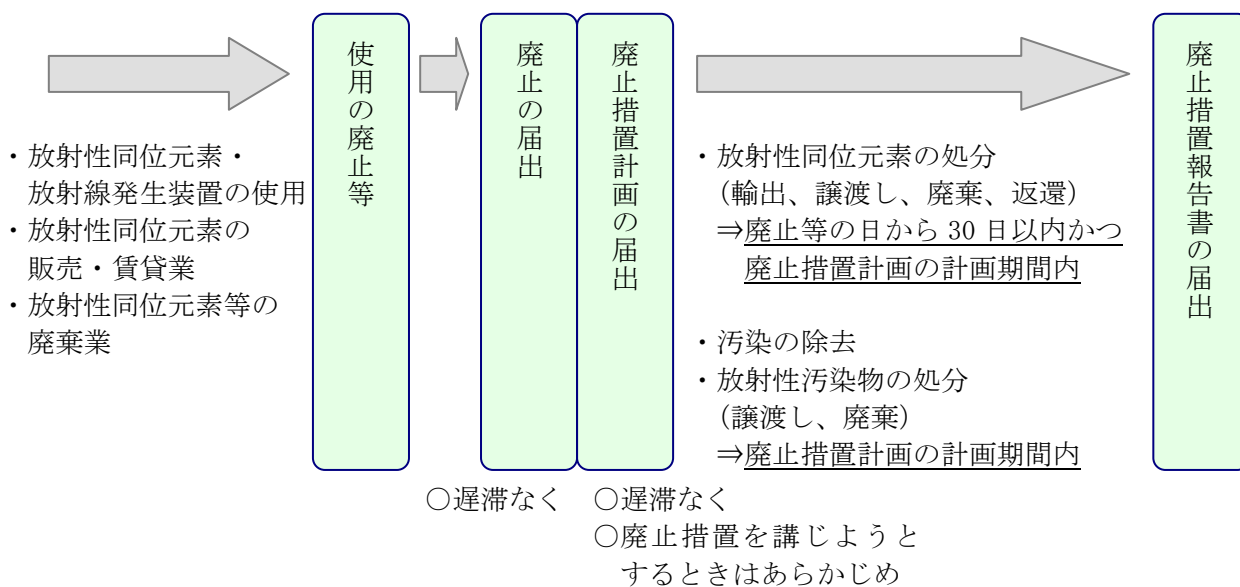 ・放射性同位元素・
放射線発生装置の使用
・放射性同位元素の
販売・賃貸業
・放射性同位元素等の
廃棄業
使用の廃止等
廃止の届出
○遅滞なく
廃止措置計画の届出
○遅滞なく
○廃止措置を講じようと
するときはあらかじめ
・放射性同位元素の処分
（輸出、譲渡し、廃棄、返還）
⇒廃止等の日から 30 日以内かつ
廃止措置計画の計画期間内
・汚染の除去
・放射性汚染物の処分
（譲渡し、廃棄）
⇒廃止措置計画の計画期間内
廃止措置報告書の届出